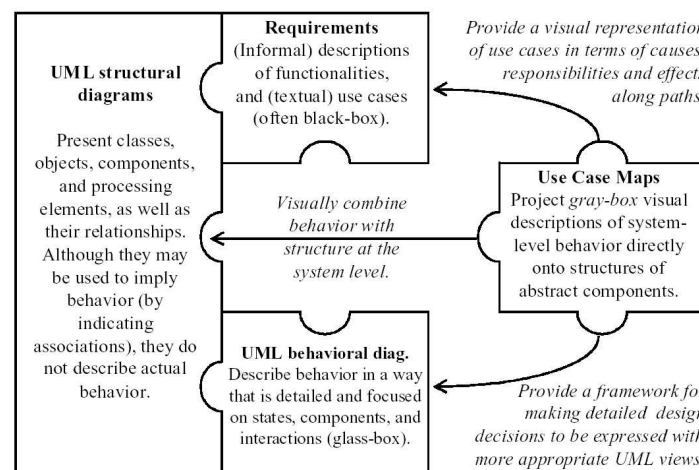 UML structural
diagrams
Present classes,
objects, components,
and processing
elements, as well as
their relationships.
Although they may
be used to imply
behavior (by
indicating
associations), they do
not describe actual
behavior.
Requirements
(Informal) descriptions
of functionalities,
and (textual) use cases
(often black-box).
Provide a visual representation
of use cases in terms of causes,
responsibilities and effect
along paths
Visually combine
behavior with
structure at the
system level.
Use Case Maps
Project gray-box visual
descriptions of system-
level behavior directly
onto structures of
abstract components.
UML behavioral diag.
Describe behavior in a way
that is detailed and focused
on states, components, and
interactions (glass-box).
Provide a framework fo
making detailed design
decisions to be expressed with
more appropriate UML views